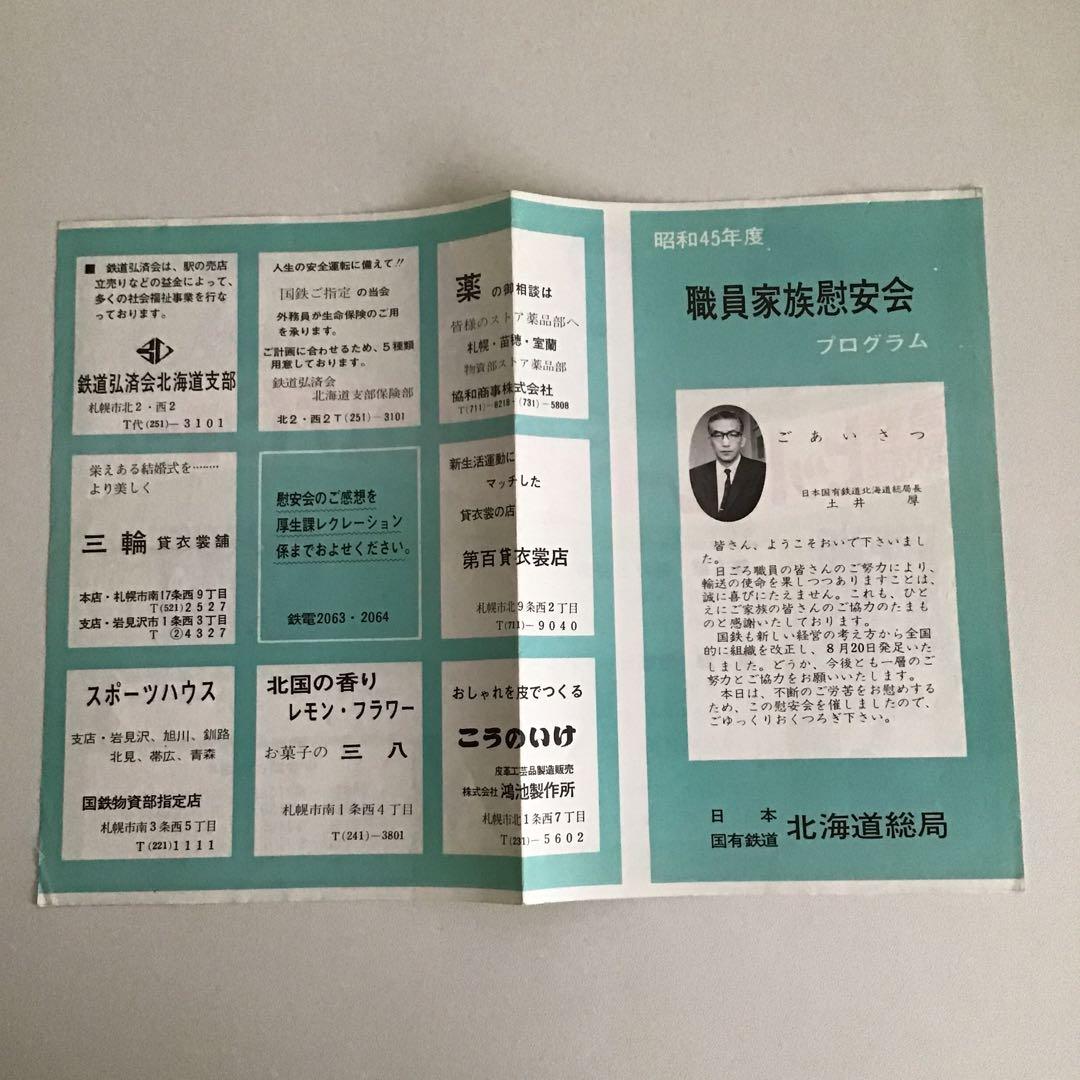 昭和45年度
職員家族慰安会
プログラム
ごあいさつ
日本国有鉄道北海道総局長
土井 厚
皆さん、ようこそおいで下さいまし
た。
日ごろ職員の皆さんのご努力により、
輸送の使命を果しつつありますことは、
誠に喜びにたえません。これも、ひと
えにご家族の皆さんのご協力のたまも
のと感謝いたしております。
国鉄も新しい経営の考え方から全国
的に組織を改正し、8月20日発足いた
しました。どうか、今後とも一層のご
努力とご協力をお願いいたします。
本日は、不断のご労苦をお慰めする
ため、この慰安会を催しましたので、
ごゆっくりおくつろぎ下さい。
日本
国有鉄道 北海道総局
■ 鉄道弘済会は、駅の売店
立売りなどの益金によって、
多くの社会福祉事業を行な
っております。
鉄道弘済会北海道支部
札幌市北2・西2
T代(251)―3101
人生の安全運転に備えて!!
国鉄ご指定の当会
外務員が生命保険のご用
を承ります。
ご計画に合わせるため、5種類
用意しております。
鉄道弘済会
北海道支部保険部
北2・西2T(251)―3101
薬の御相談は
皆様のストア薬品部へ
札幌・苗穂・室蘭
物資部ストア薬品部
協和商事株式会社
T(711)―8218・(731)―5808
栄えある結婚式を………
より美しく
三輪貸衣裳舗
本店・札幌市南17条西9丁目
T(521)2527
支店・岩見沢市1条西3丁目
T ②4327
慰安会のご感想を
厚生課レクレーション
係までおよせください。
鉄電2063・2064
新生活運動に
マッチした
貸衣裳の店
第百貸衣裳店
札幌市北9条西2丁目
T(711)―9040
スポーツハウス
支店・岩見沢、旭川、釧路
北見、帯広、青森
国鉄物資部指定店
札幌市南3条西5丁目
T(221)1111
北国の香り
レモン・フラワー
お菓子の 三八
札幌市南1条西4丁目
T(241)―3801
おしゃれを皮でつくる
こうのいけ
皮革工芸品製造販売
株式会社 鴻池製作所
札幌市北1条西7丁目
T(231)―5602